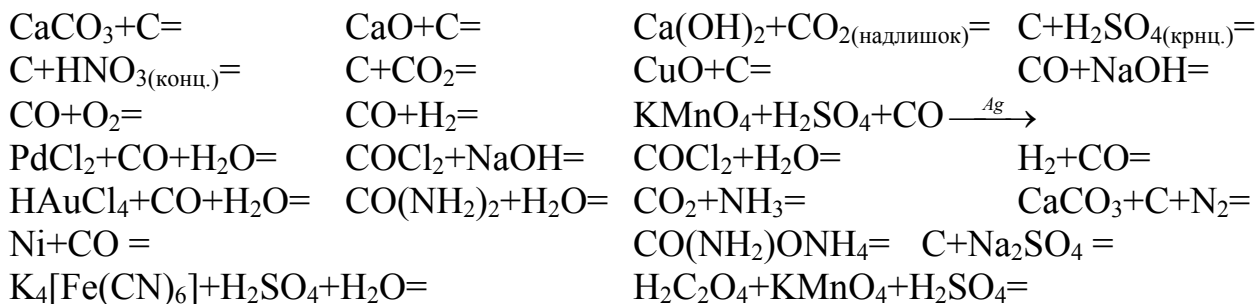 CaCO₃+C= CaO+C= Ca(OH)₂+CO₂(надлишок)= C+H₂SO₄(крнц.)=
C+HNO₃(конц.)= C+CO₂= CuO+C= CO+NaOH=
CO+O₂= CO+H₂= KMnO₄+H₂SO₄+CO —Ag→
PdCl₂+CO+H₂O= COCl₂+NaOH= COCl₂+H₂O= H₂+CO=
HAuCl₄+CO+H₂O= CO(NH₂)₂+H₂O= CO₂+NH₃= CaCO₃+C+N₂=
Ni+CO = CO(NH₂)ONH₄= C+Na₂SO₄ =
K₄[Fe(CN)₆]+H₂SO₄+H₂O= H₂C₂O₄+KMnO₄+H₂SO₄=